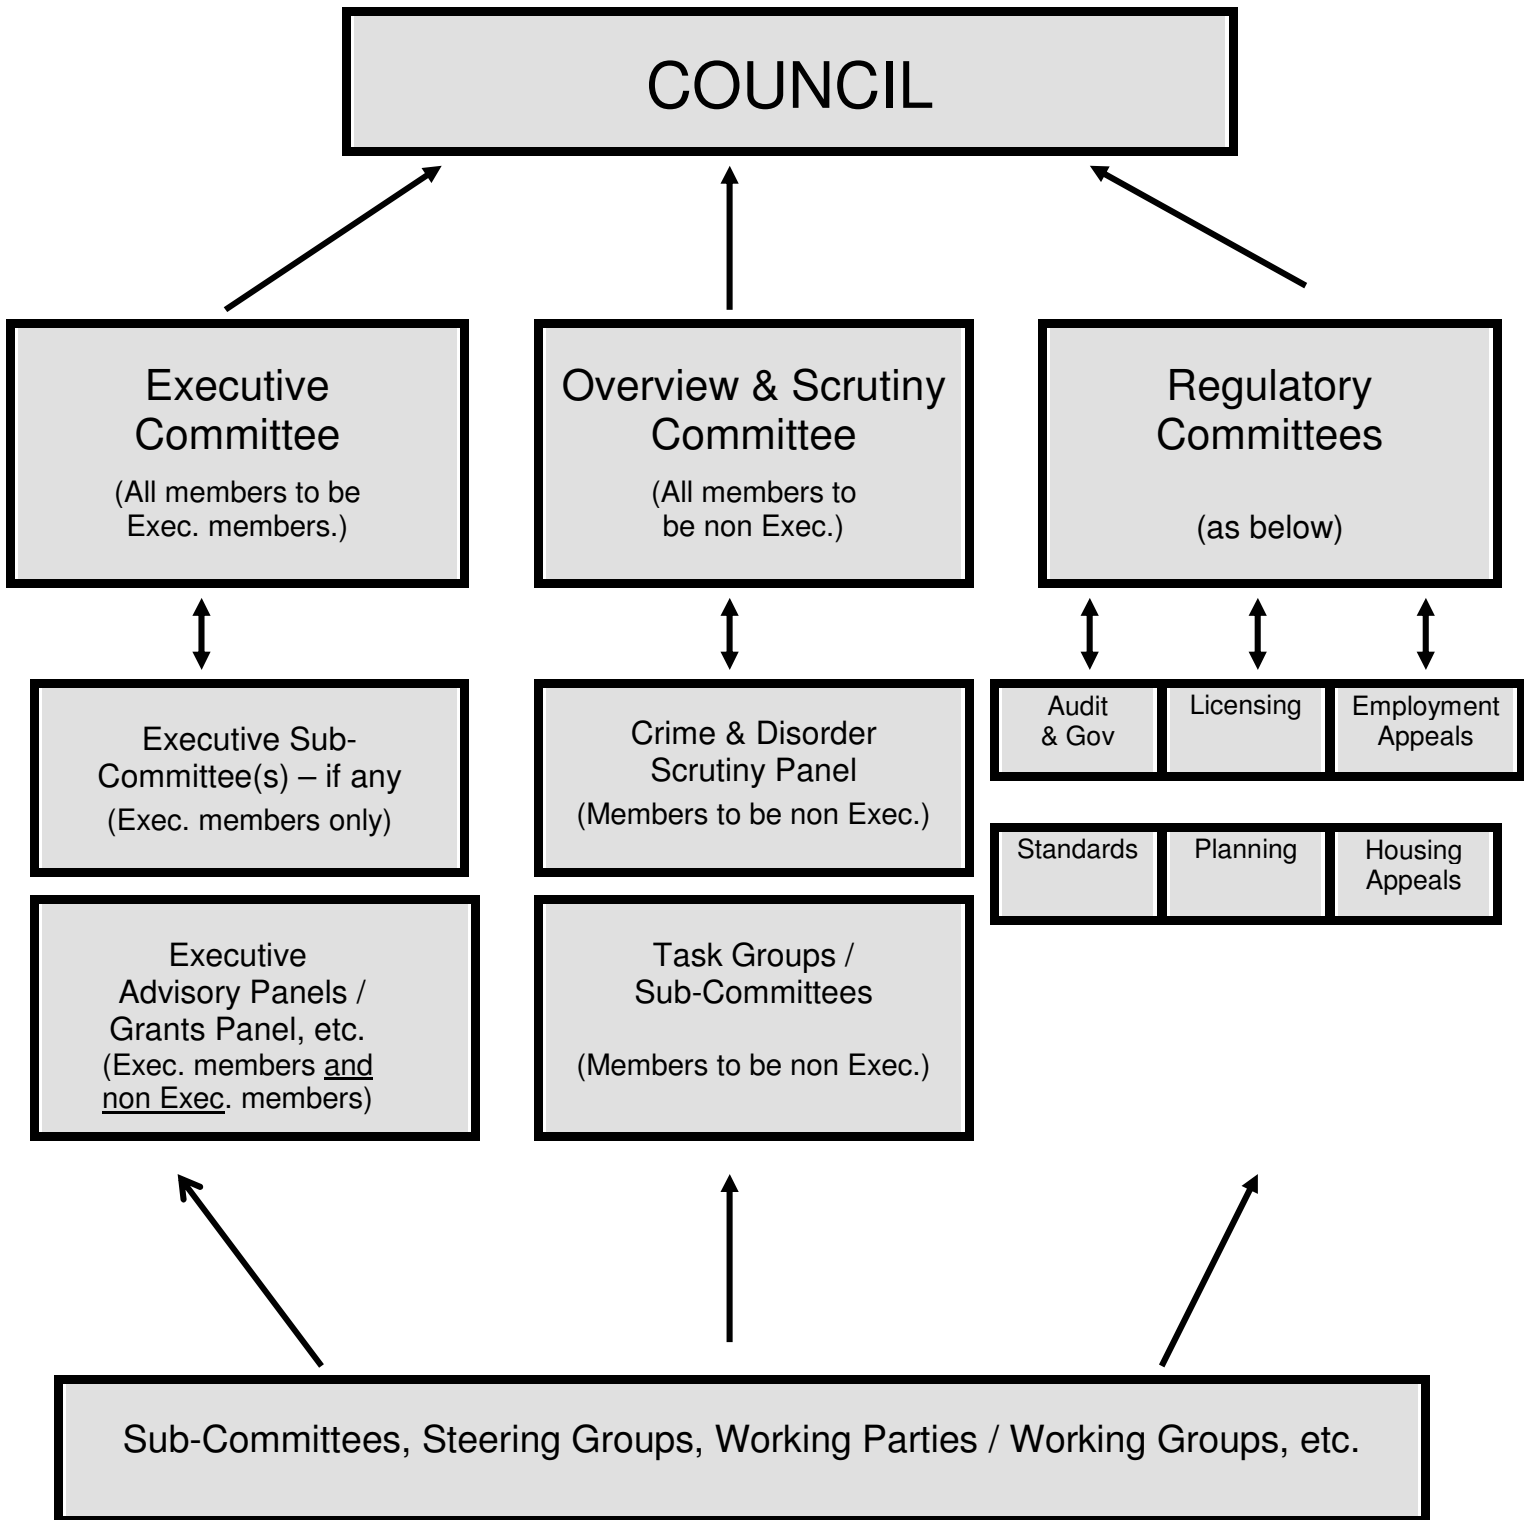 COUNCIL
Executive
Committee
(All members to be
Exec. members.)
Overview & Scrutiny
Committee
(All members to
be non Exec.)
Regulatory
Committees
(as below)
Executive Sub-
Committee(s) – if any
(Exec. members only)
Crime & Disorder
Scrutiny Panel
(Members to be non Exec.)
Audit
& Gov
Licensing
Employment
Appeals
Standards
Planning
Housing
Appeals
Executive
Advisory Panels /
Grants Panel, etc.
(Exec. members and
non Exec. members)
Task Groups /
Sub-Committees
(Members to be non Exec.)
Sub-Committees, Steering Groups, Working Parties / Working Groups, etc.